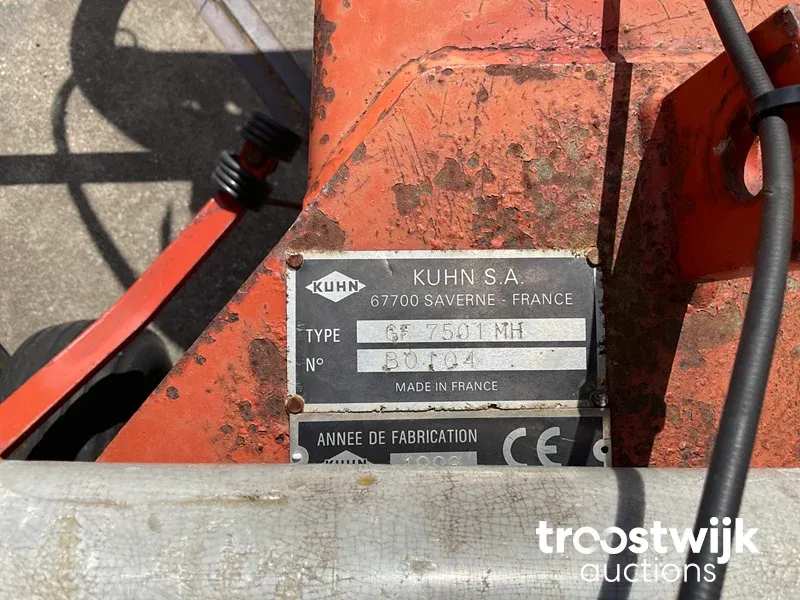 KUHN
KUHN S.A.
67700 SAVERNE - FRANCE
TYPE GF 7501 MH
N° B0104
MADE IN FRANCE
ANNEE DE FABRICATION
CE
KUHN
troostwijk
auctions